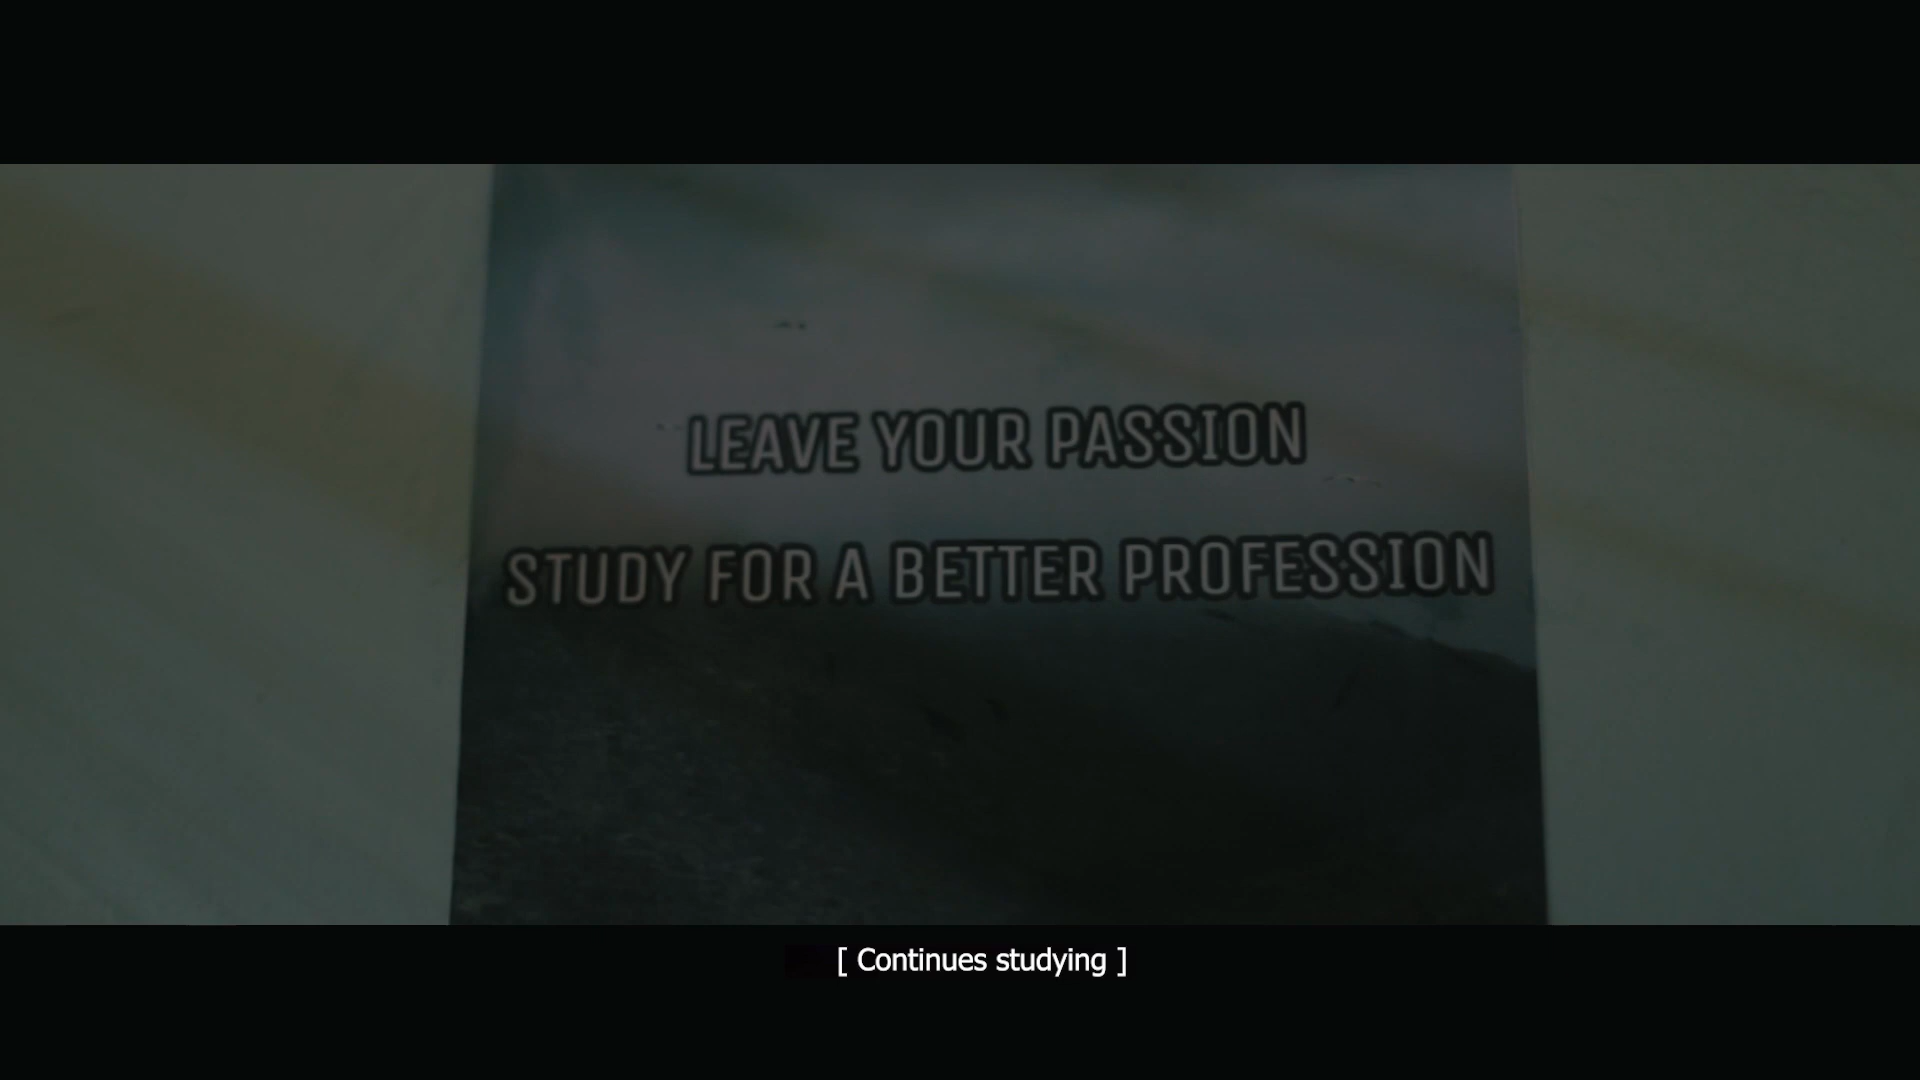 LEAVE YOUR PASSION
STUDY FOR A BETTER PROFESSION
[ Continues studying ]